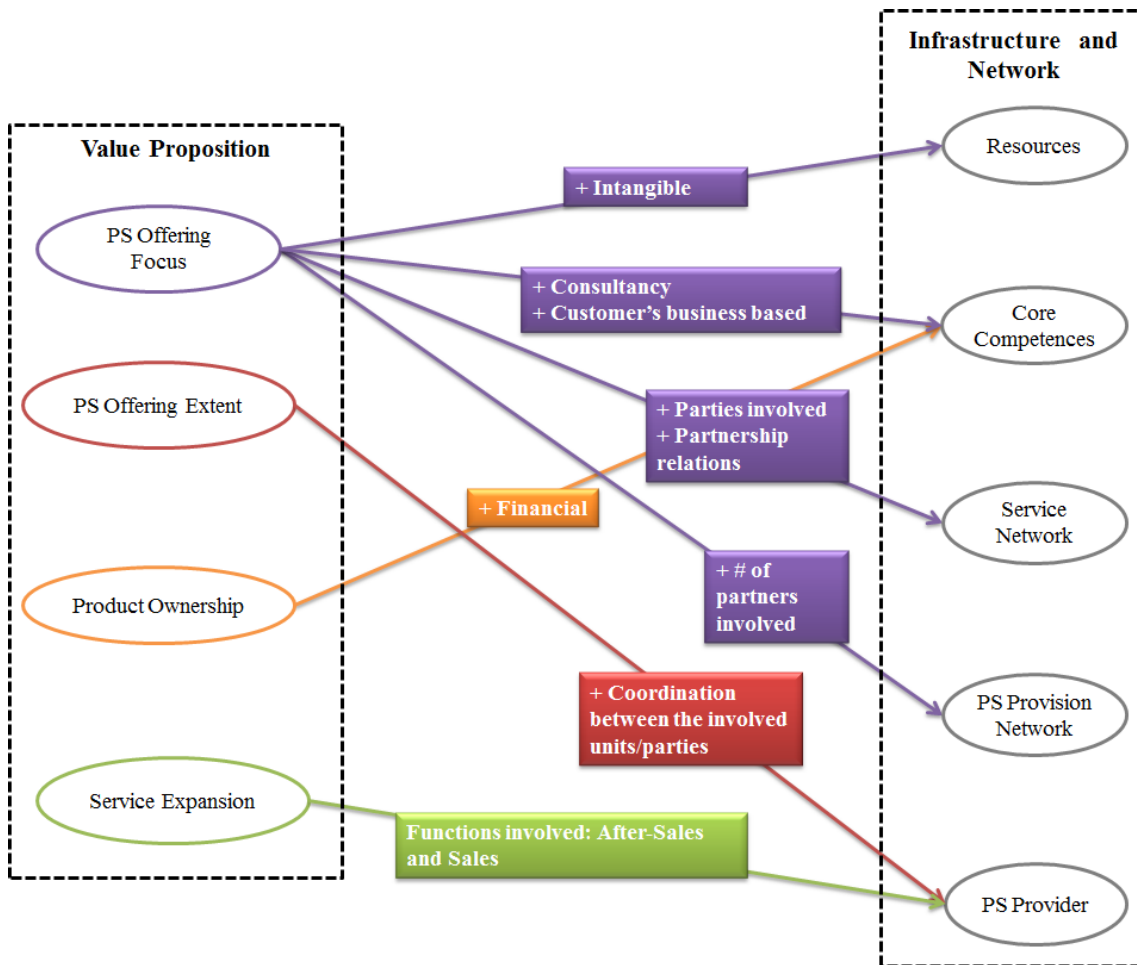 Infrastructure and
Network
Value Proposition
Resources
+ Intangible
PS Offering
Focus
+ Consultancy
+ Customer’s business based
Core
Competences
PS Offering Extent
+ Parties involved
+ Partnership
relations
+ Financial
Service
Network
+ # of
partners
involved
Product Ownership
+ Coordination
between the involved
units/parties
PS Provision
Network
Service Expansion
Functions involved: After-Sales
and Sales
PS Provider